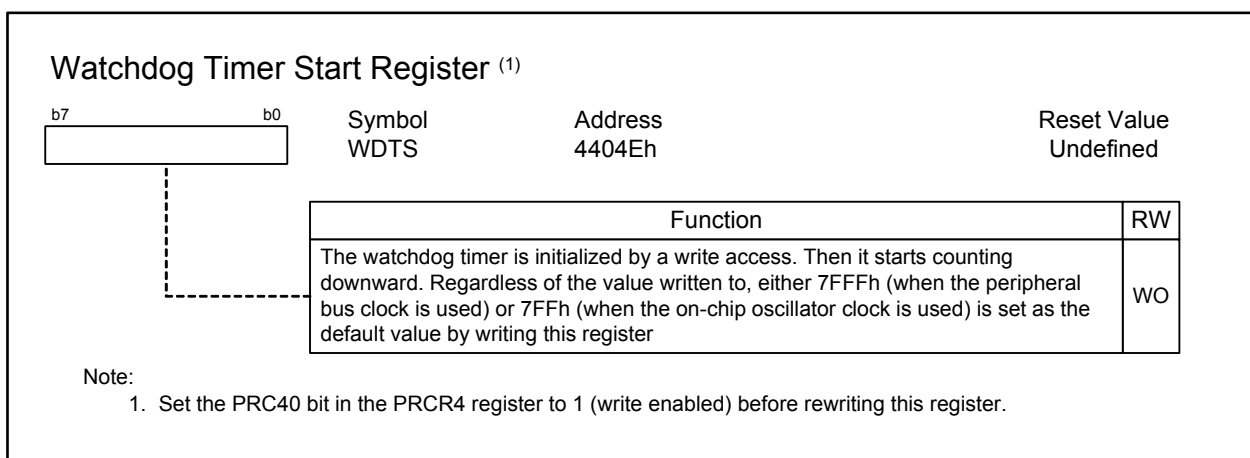 Watchdog Timer Start Register (1)
b7 b0 Symbol Address Reset Value
WDTS 4404Eh Undefined
Function RW
The watchdog timer is initialized by a write access. Then it starts counting
downward. Regardless of the value written to, either 7FFFh (when the peripheral
bus clock is used) or 7FFh (when the on-chip oscillator clock is used) is set as the
default value by writing this register
WO
Note:
1. Set the PRC40 bit in the PRCR4 register to 1 (write enabled) before rewriting this register.